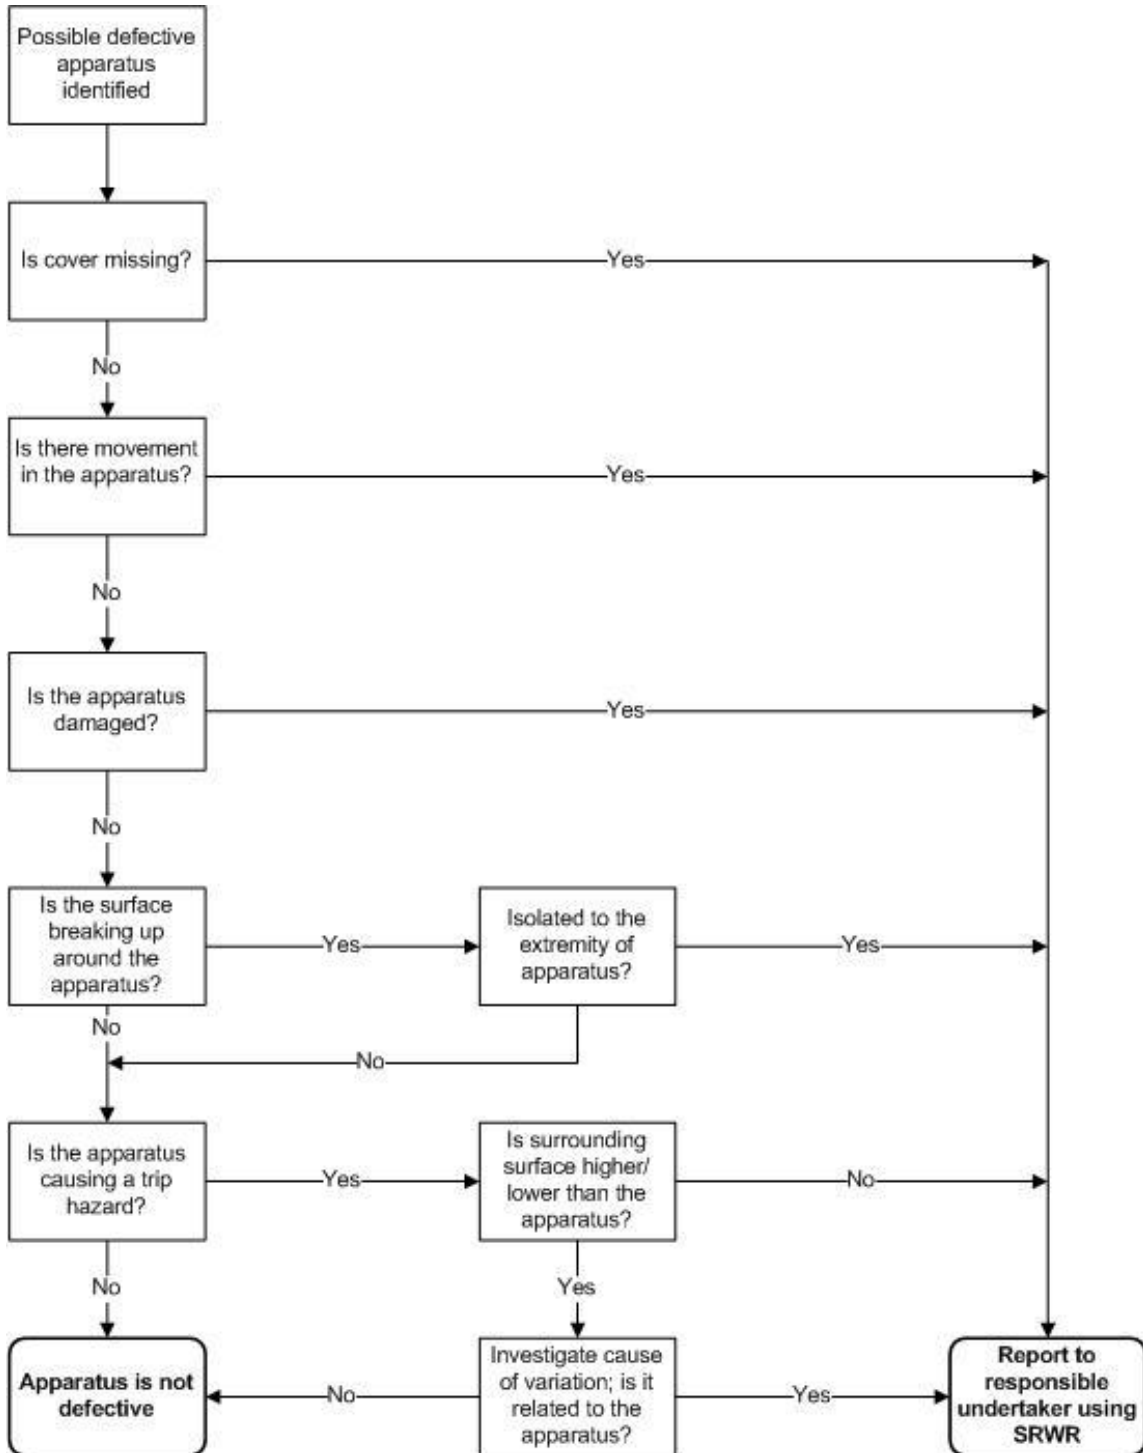 Possible defective
apparatus
identified
Is cover missing?
Yes
No
Is there movement
in the apparatus?
Yes
No
Is the apparatus
damaged?
Yes
No
Is the surface
breaking up
around the
apparatus?
Yes
Isolated to the
extremity of
apparatus?
Yes
No
No
Is the apparatus
causing a trip
hazard?
Yes
Is surrounding
surface higher/
lower than the
apparatus?
No
No
Yes
Apparatus is not
defective
No
Investigate cause
of variation; is it
related to the
apparatus?
Yes
Report to
responsible
undertaker using
SRWR